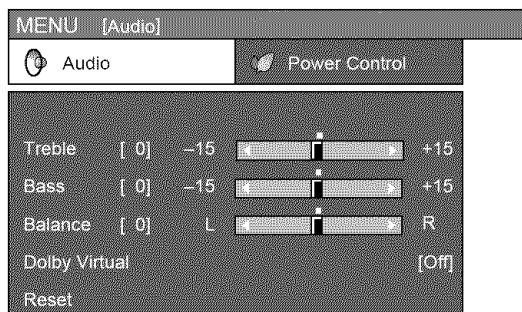 MENU [Audio]
Audio Power Control
Treble [ 0] –15 +15
Bass [ 0] –15 +15
Balance [ 0] L R
Dolby Virtual [Off]
Reset